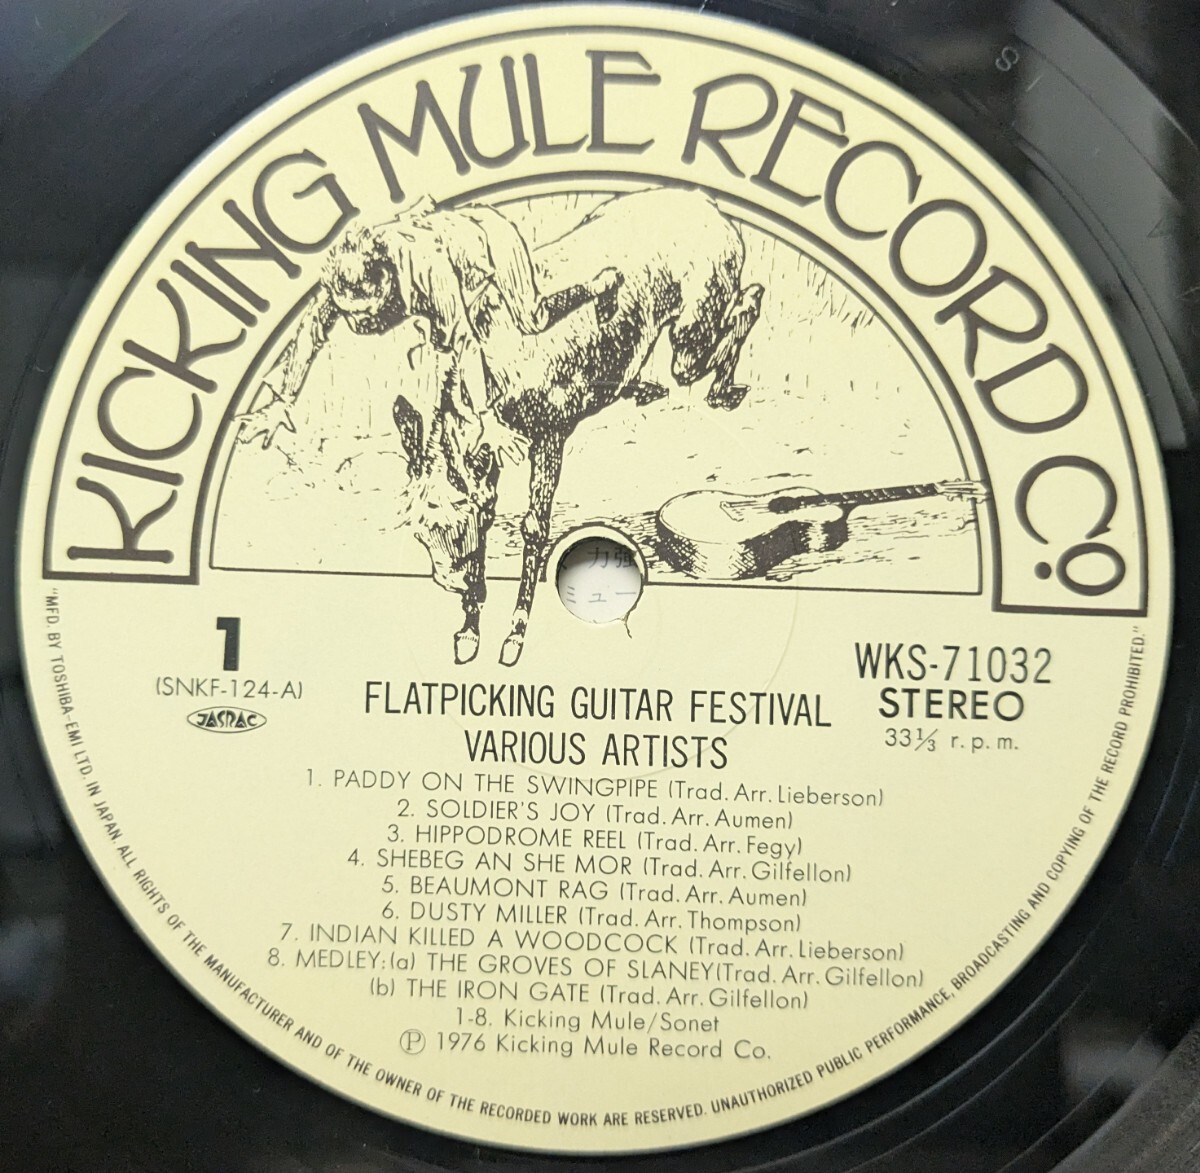 KICKING MULE RECORD CO.
1
(SNKF-124-A)
JASRAC
WKS-71032
STEREO
33⅓ r.p.m.
FLATPICKING GUITAR FESTIVAL
VARIOUS ARTISTS
1. PADDY ON THE SWINGPIPE (Trad. Arr. Lieberson)
2. SOLDIER'S JOY (Trad. Arr. Aumen)
3. HIPPODROME REEL (Trad. Arr. Fegy)
4. SHEBEG AN SHE MOR (Trad. Arr. Gilfellon)
5. BEAUMONT RAG (Trad. Arr. Aumen)
6. DUSTY MILLER (Trad. Arr. Thompson)
7. INDIAN KILLED A WOODCOCK (Trad. Arr. Lieberson)
8. MEDLEY:(a) THE GROVES OF SLANEY(Trad. Arr. Gilfellon)
(b) THE IRON GATE (Trad. Arr. Gilfellon)
1-8. Kicking Mule/Sonet
Ⓟ 1976 Kicking Mule Record Co.
"MFD. BY TOSHIBA-EMI LTD. IN JAPAN. ALL RIGHTS OF THE MANUFACTURER AND OF THE OWNER OF THE RECORDED WORK ARE RESERVED. UNAUTHORIZED PUBLIC PERFORMANCE, BROADCASTING AND COPYING OF THE RECORD PROHIBITED."
力強
ミュー
S